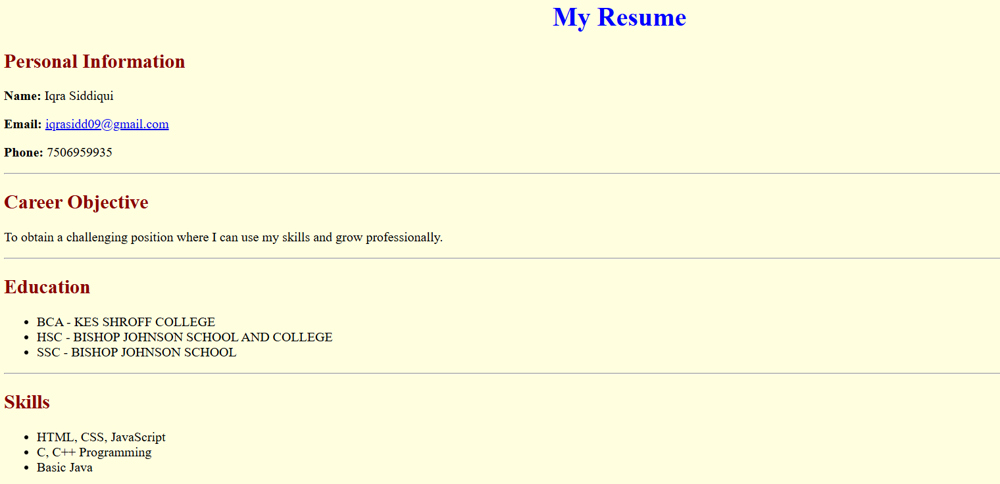 My Resume
Personal Information
Name: Iqra Siddiqui
Email: iqrasidd09@gmail.com
Phone: 7506959935
Career Objective
To obtain a challenging position where I can use my skills and grow professionally.
Education
• BCA - KES SHROFF COLLEGE
• HSC - BISHOP JOHNSON SCHOOL AND COLLEGE
• SSC - BISHOP JOHNSON SCHOOL
Skills
• HTML, CSS, JavaScript
• C, C++ Programming
• Basic Java